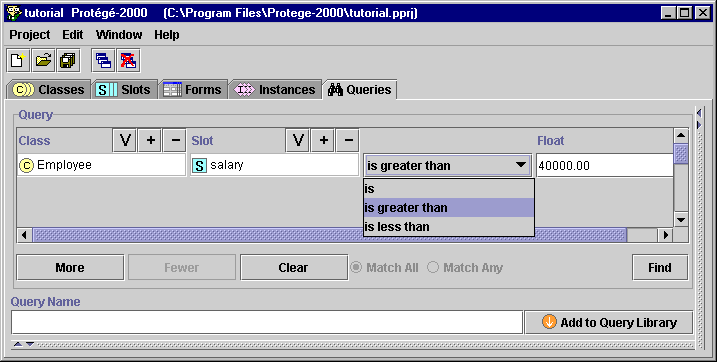 tutorial Protégé-2000 (C:\Program Files\Protege-2000\tutorial.pprj)
Project Edit Window Help
C Classes S Slots Forms I Instances Queries
Query
Class V + − Slot V + − Float
C Employee S salary is greater than 40000.00
is
is greater than
is less than
More Fewer Clear Match All Match Any Find
Query Name
Add to Query Library